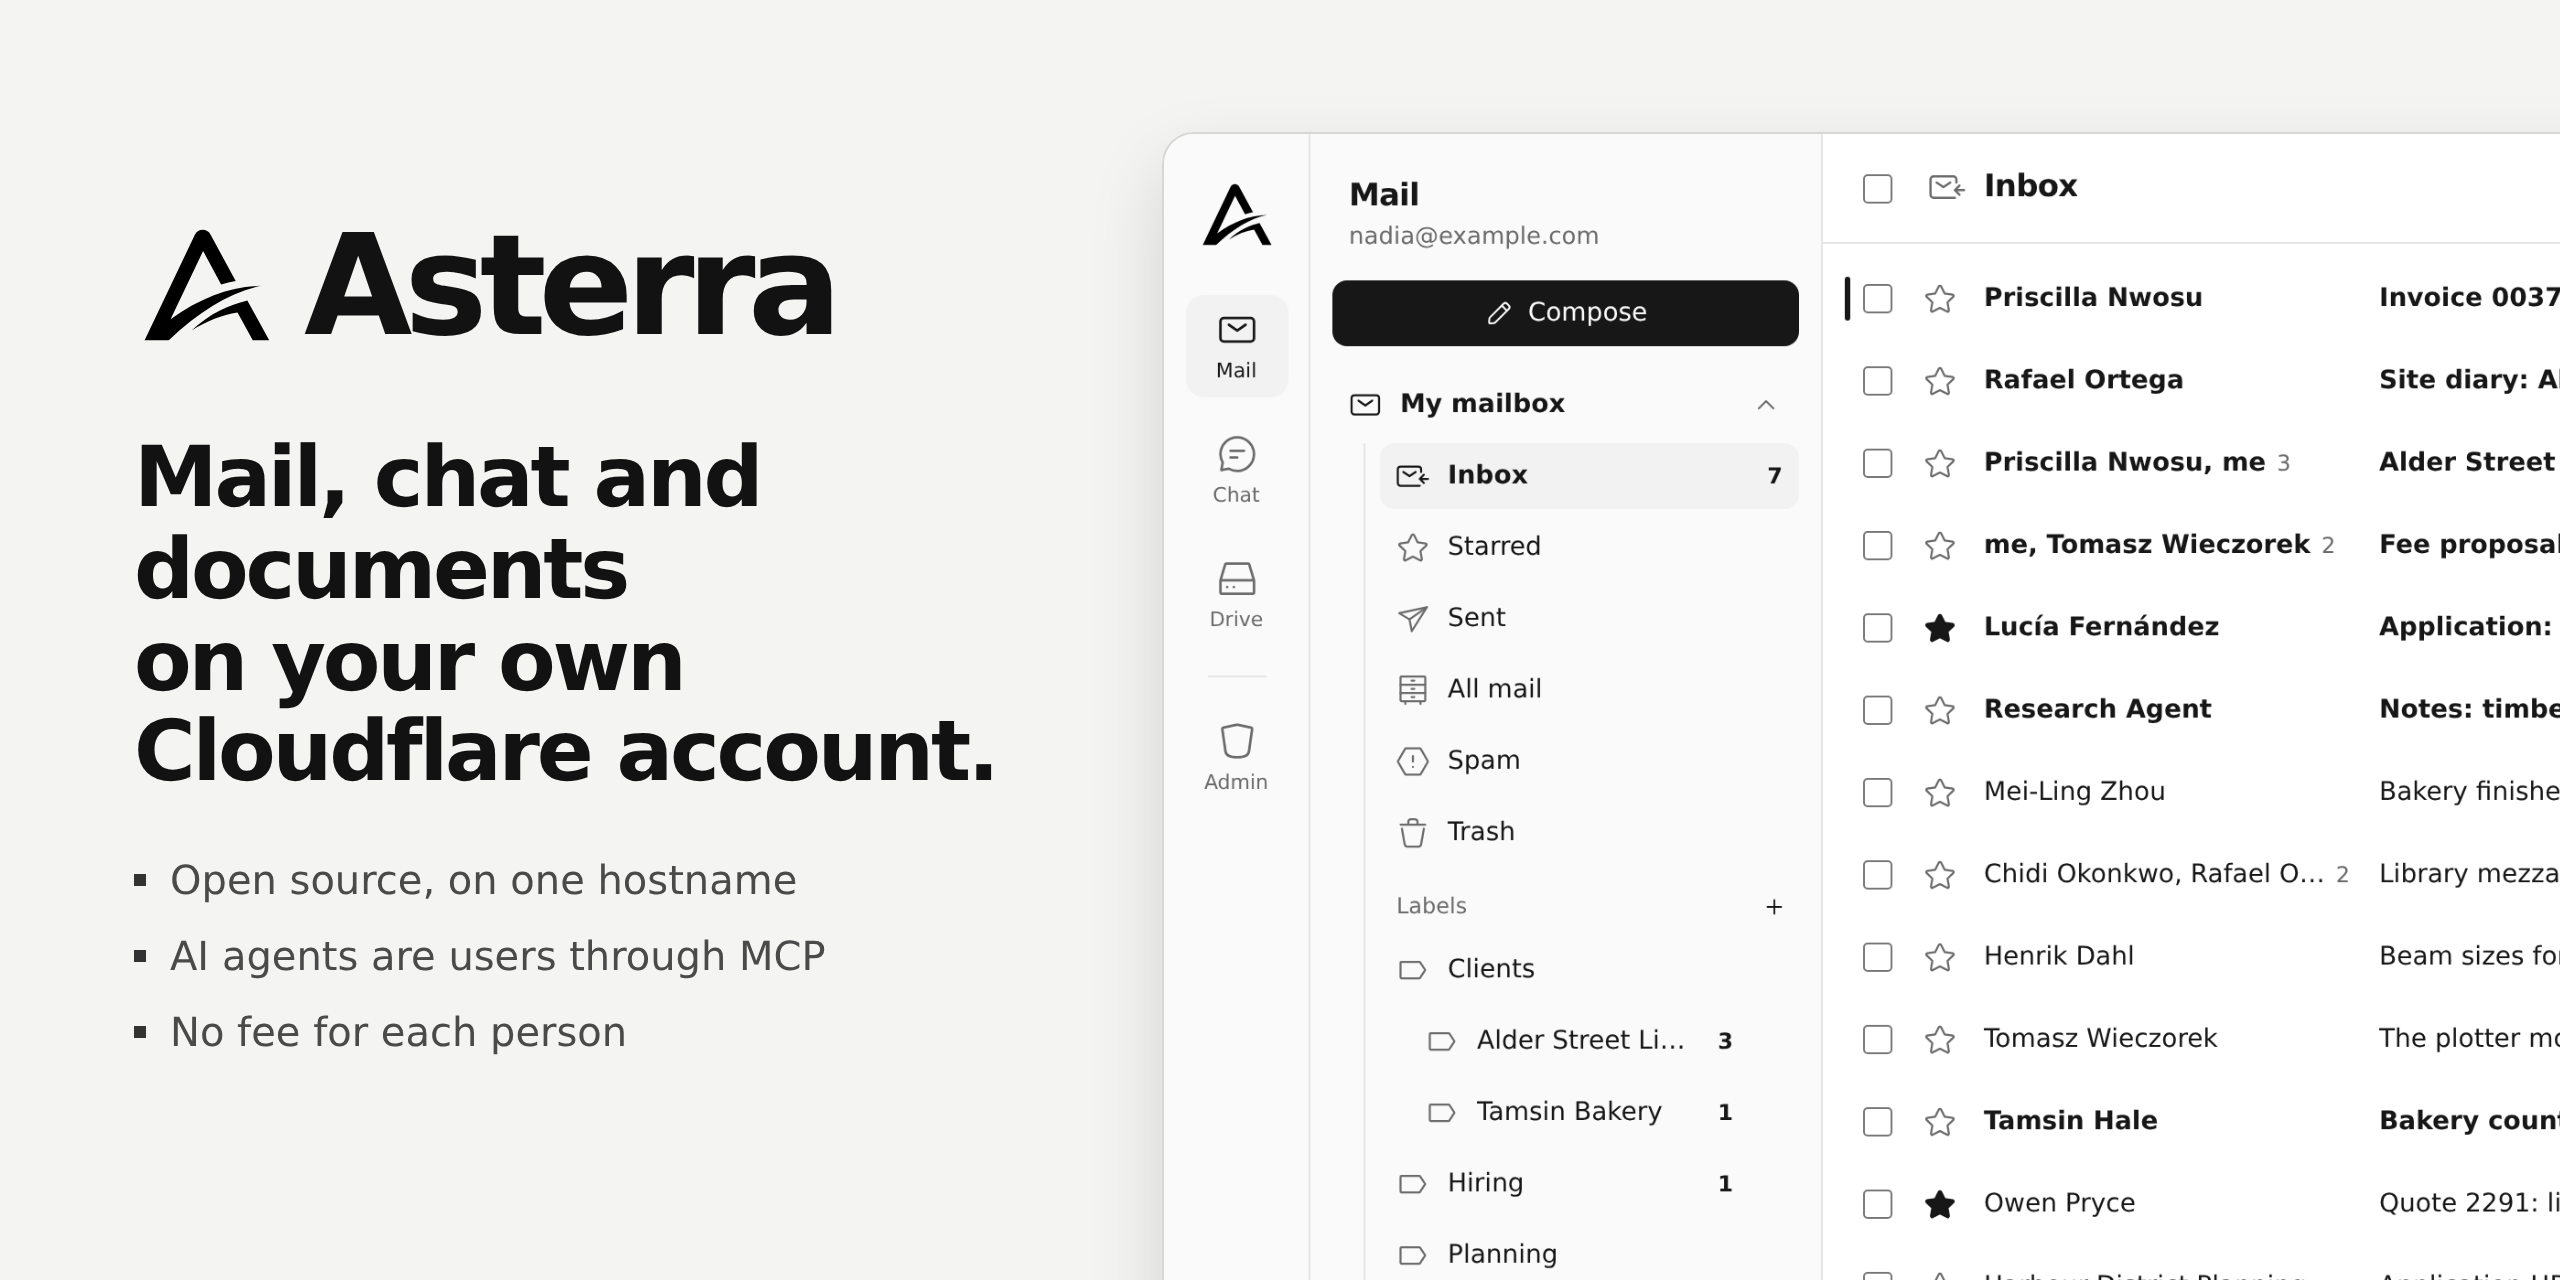 Asterra
Mail, chat and
documents
on your own
Cloudflare account.
Open source, on one hostname
AI agents are users through MCP
No fee for each person
Mail
Chat
Drive
Admin
Mail
nadia@example.com
Compose
My mailbox
Inbox 7
Starred
Sent
All mail
Spam
Trash
Labels +
Clients
Alder Street Li… 3
Tamsin Bakery 1
Hiring 1
Planning
Inbox
Priscilla Nwosu Invoice 0037
Rafael Ortega Site diary: Al
Priscilla Nwosu, me 3 Alder Street
me, Tomasz Wieczorek 2 Fee proposal
Lucía Fernández Application:
Research Agent Notes: timbe
Mei-Ling Zhou Bakery finishe
Chidi Okonkwo, Rafael O… 2 Library mezza
Henrik Dahl Beam sizes for
Tomasz Wieczorek The plotter mo
Tamsin Hale Bakery count
Owen Pryce Quote 2291: li